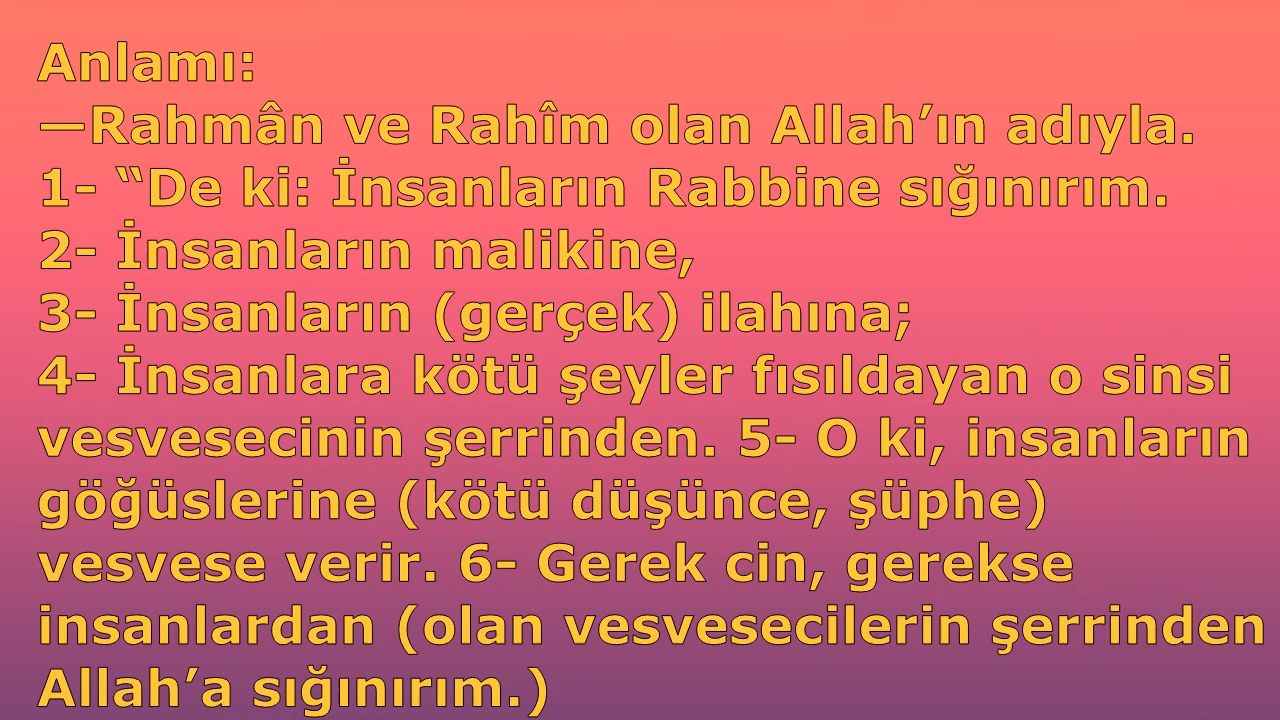 Anlamı:
—Rahmân ve Rahîm olan Allah’ın adıyla.
1- “De ki: İnsanların Rabbine sığınırım.
2- İnsanların malikine,
3- İnsanların (gerçek) ilahına;
4- İnsanlara kötü şeyler fısıldayan o sinsi
vesvesecinin şerrinden. 5- O ki, insanların
göğüslerine (kötü düşünce, şüphe)
vesvese verir. 6- Gerek cin, gerekse
insanlardan (olan vesvesecilerin şerrinden
Allah’a sığınırım.)